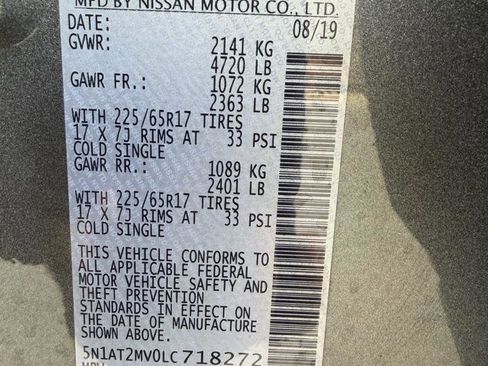 MFD BY NISSAN MOTOR CO., LTD.
DATE: 08/19
GVWR: 2141 KG
4720 LB
GAWR FR.: 1072 KG
2363 LB
WITH 225/65R17 TIRES
17 X 7J RIMS AT 33 PSI
COLD SINGLE
GAWR RR.: 1089 KG
2401 LB
WITH 225/65R17 TIRES
17 X 7J RIMS AT 33 PSI
COLD SINGLE
THIS VEHICLE CONFORMS TO
ALL APPLICABLE FEDERAL
MOTOR VEHICLE SAFETY AND
THEFT PREVENTION
STANDARDS IN EFFECT ON
THE DATE OF MANUFACTURE
SHOWN ABOVE.
5N1AT2MV0LC718272